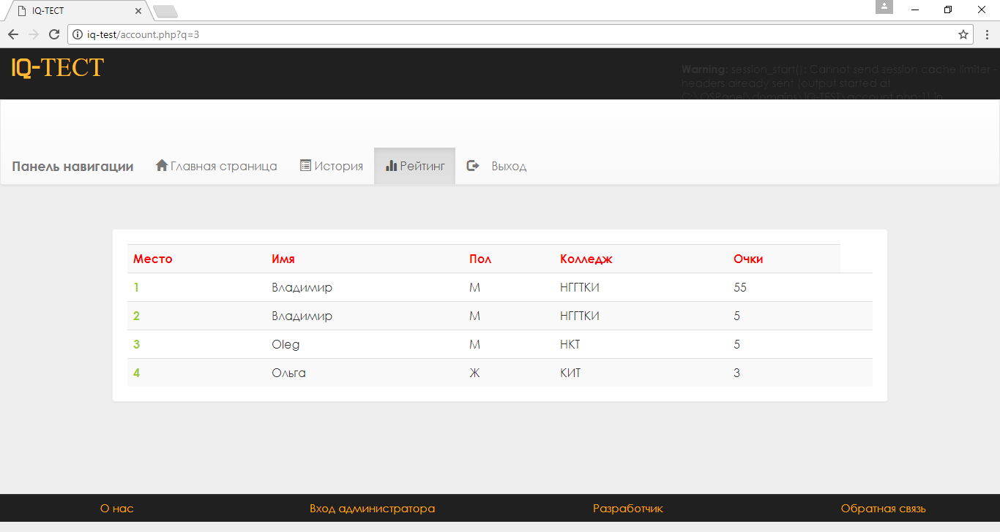 IQ-ТЕСТ
iq-test/account.php?q=3
IQ-ТЕСТ
Warning: session_start(): Cannot send session cache limiter -
headers already sent (output started at
C:\OSPanel\domains\IQ-TEST\account.php:11) in
Панель навигации Главная страница История Рейтинг Выход
Место Имя Пол Колледж Очки
1 Владимир М НГГТКИ 55
2 Владимир М НГГТКИ 5
3 Oleg М НКТ 5
4 Ольга Ж КИТ 3
О нас Вход администратора Разработчик Обратная связь